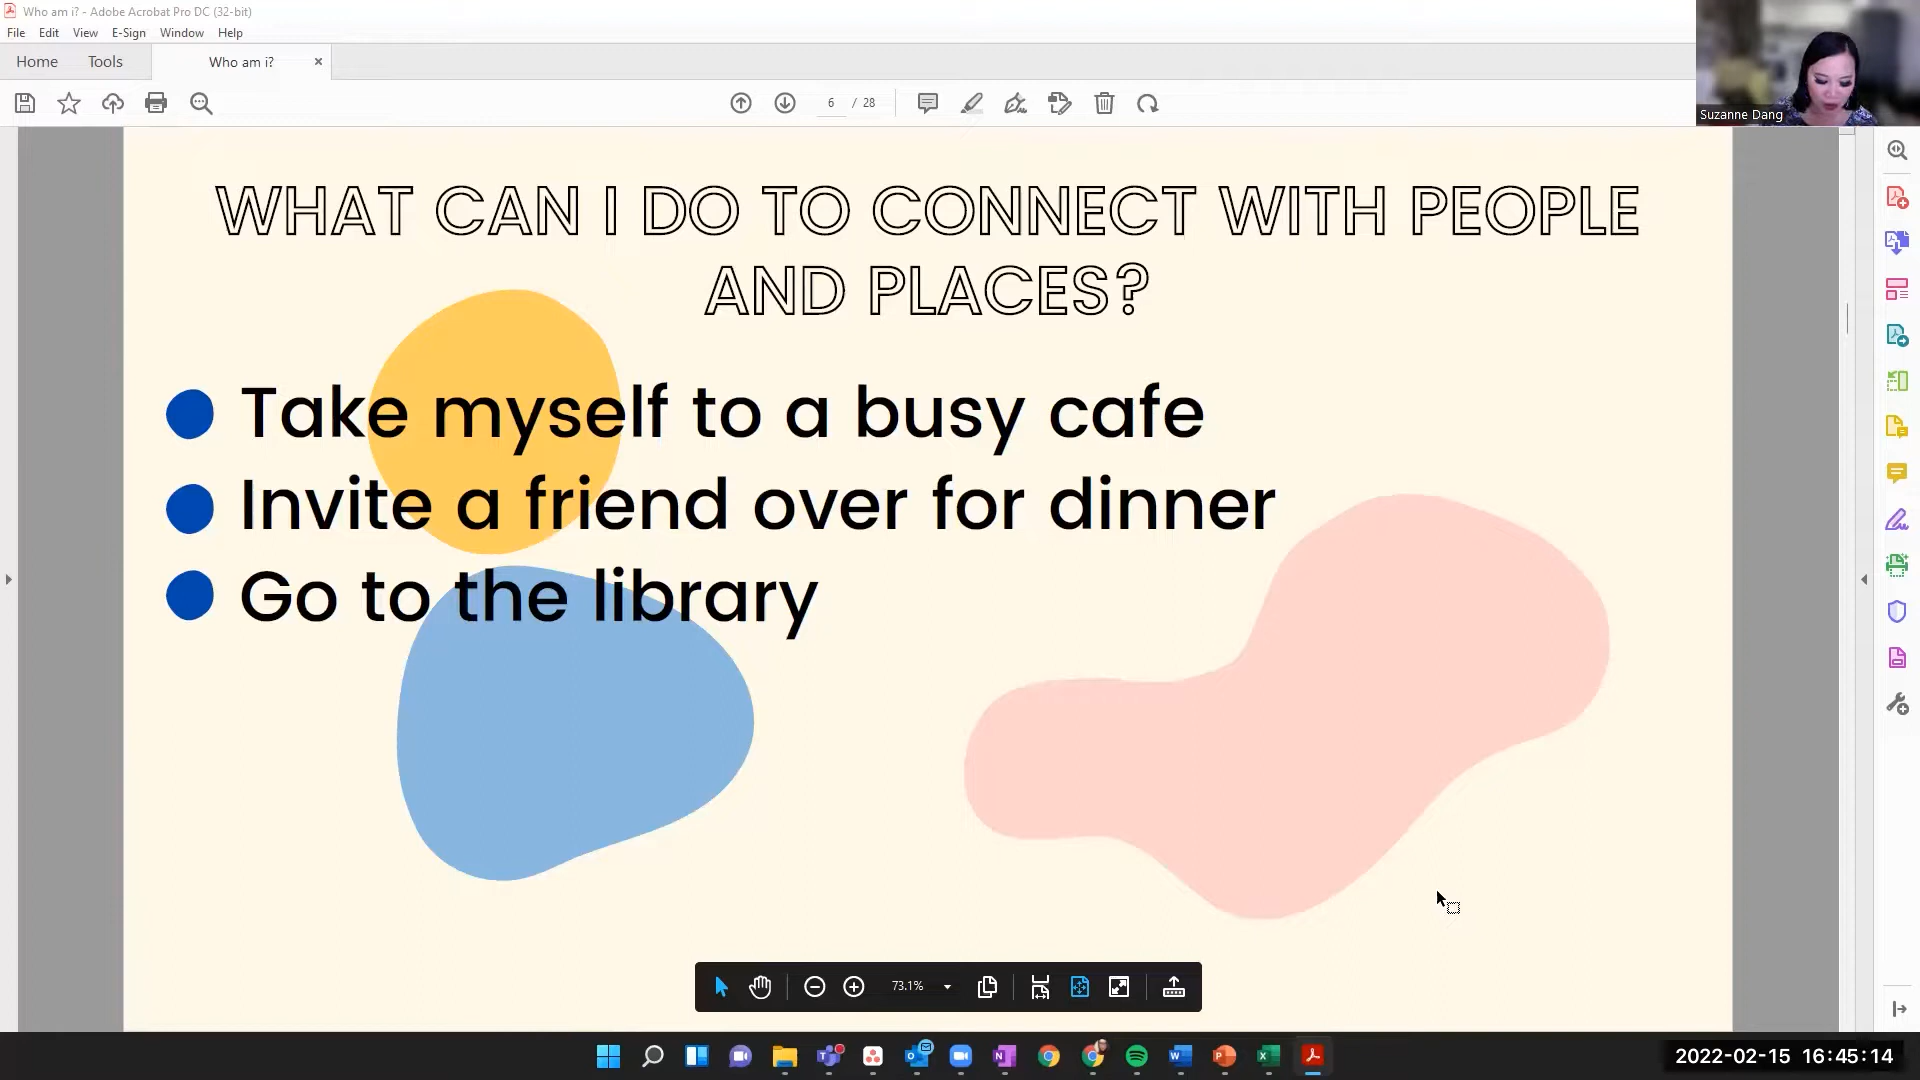 Who am i? - Adobe Acrobat Pro DC (32-bit)
File Edit View E-Sign Window Help
Home Tools Who am i?
6 / 28
Suzanne Dang
WHAT CAN I DO TO CONNECT WITH PEOPLE
AND PLACES?
Take myself to a busy cafe
Invite a friend over for dinner
Go to the library
73.1%
2022-02-15 16:45:14